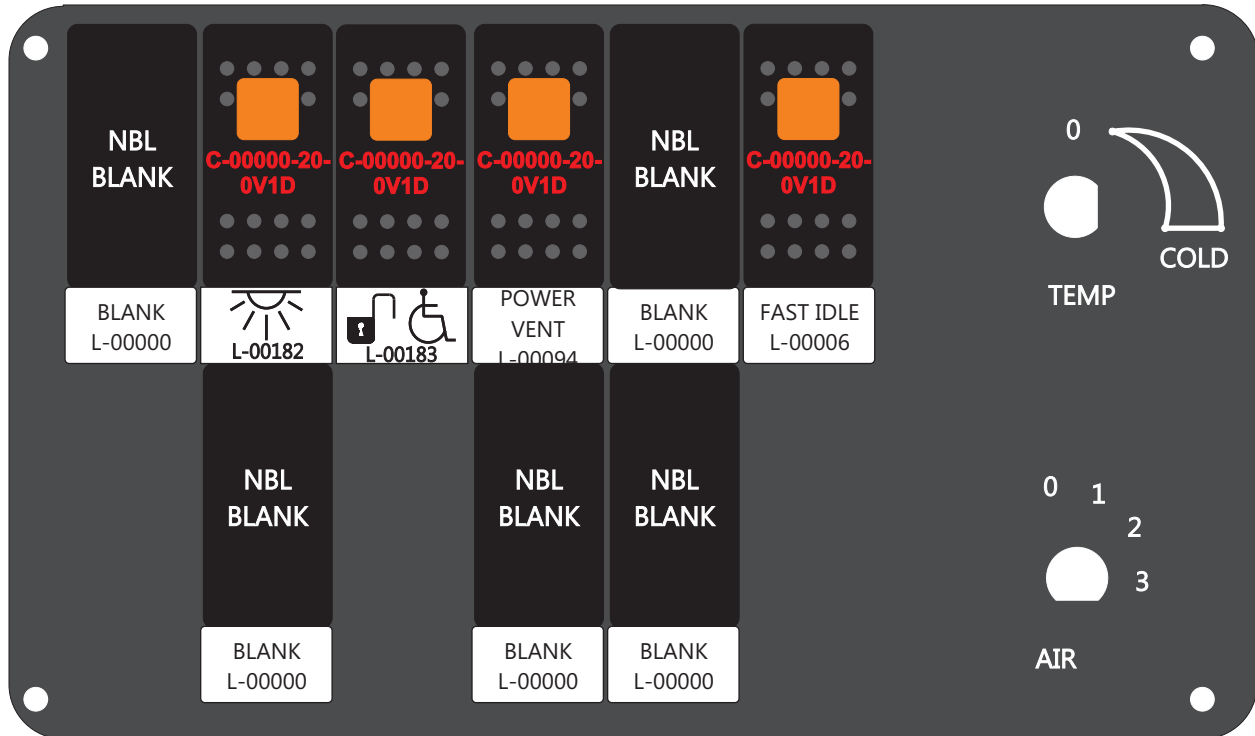 NBL
BLANK
C-00000-20-
0V1D
C-00000-20-
0V1D
C-00000-20-
0V1D
NBL
BLANK
C-00000-20-
0V1D
0
COLD
TEMP
BLANK
L-00000
L-00182
L-00183
POWER
VENT
L-00094
BLANK
L-00000
FAST IDLE
L-00006
NBL
BLANK
NBL
BLANK
NBL
BLANK
0
1
2
3
AIR
BLANK
L-00000
BLANK
L-00000
BLANK
L-00000